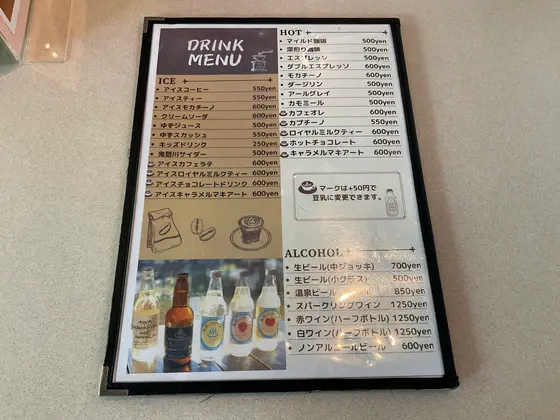 DRINK
MENU
ICE
• アイスコーヒー 550yen
• アイスティー 550yen
• アイスモカチーノ 600yen
• クリームソーダ 600yen
• ゆずジュース 500yen
• ゆずスカッシュ 550yen
• キッズドリンク 250yen
• 鬼怒川サイダー 500yen
アイスカフェラテ 600yen
アイスロイヤルミルクティー 600yen
アイスチョコレートドリンク 600yen
アイスキャラメルマキアート 600yen
HOT
• マイルド珈琲 500yen
• 深煎り珈琲 500yen
• エスプレッソ 500yen
• ダブルエスプレッソ 600yen
• モカチーノ 600yen
• ダージリン 500yen
• アールグレイ 500yen
• カモミール 500yen
カフェオレ 600yen
カプチーノ 550yen
ロイヤルミルクティー 600yen
ホットチョコレート 600yen
キャラメルマキアート 600yen
マークは+50円で
豆乳に変更できます。
ALCOHOL
• 生ビール(中ジョッキ) 700yen
• 生ビール(小グラス) 500yen
• 温泉ビール 850yen
• スパークリングワイン 1250yen
• 赤ワイン(ハーフボトル) 1250yen
• 白ワイン(ハーフボトル) 1250yen
• ノンアルコールビール 600yen